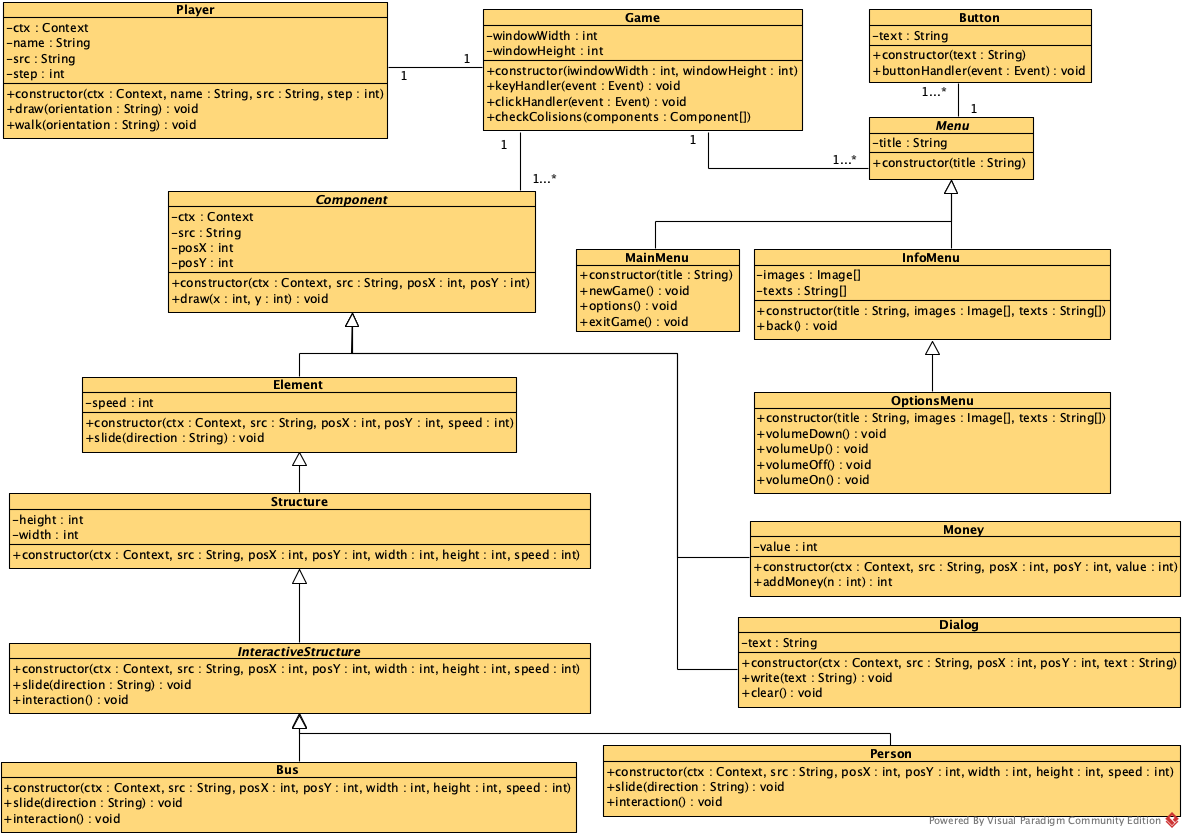 Player
-ctx : Context
-name : String
-src : String
-step : int
+constructor(ctx : Context, name : String, src : String, step : int)
+draw(orientation : String) : void
+walk(orientation : String) : void
1
1
Game
-windowWidth : int
-windowHeight : int
+constructor(iwindowWidth : int, windowHeight : int)
+keyHandler(event : Event) : void
+clickHandler(event : Event) : void
+checkColisions(components : Component[])
Button
-text : String
+constructor(text : String)
+buttonHandler(event : Event) : void
1...*
1
Menu
-title : String
+constructor(title : String)
1
1...*
1
1...*
Component
-ctx : Context
-src : String
-posX : int
-posY : int
+constructor(ctx : Context, src : String, posX : int, posY : int)
+draw(x : int, y : int) : void
MainMenu
+constructor(title : String)
+newGame() : void
+options() : void
+exitGame() : void
InfoMenu
-images : Image[]
-texts : String[]
+constructor(title : String, images : Image[], texts : String[])
+back() : void
Element
-speed : int
+constructor(ctx : Context, src : String, posX : int, posY : int, speed : int)
+slide(direction : String) : void
OptionsMenu
+constructor(title : String, images : Image[], texts : String[])
+volumeDown() : void
+volumeUp() : void
+volumeOff() : void
+volumeOn() : void
Structure
-height : int
-width : int
+constructor(ctx : Context, src : String, posX : int, posY : int, width : int, height : int, speed : int)
Money
-value : int
+constructor(ctx : Context, src : String, posX : int, posY : int, value : int)
+addMoney(n : int) : int
Dialog
-text : String
+constructor(ctx : Context, src : String, posX : int, posY : int, text : String)
+write(text : String) : void
+clear() : void
InteractiveStructure
+constructor(ctx : Context, src : String, posX : int, posY : int, width : int, height : int, speed : int)
+slide(direction : String) : void
+interaction() : void
Bus
+constructor(ctx : Context, src : String, posX : int, posY : int, width : int, height : int, speed : int)
+slide(direction : String) : void
+interaction() : void
Person
+constructor(ctx : Context, src : String, posX : int, posY : int, width : int, height : int, speed : int)
+slide(direction : String) : void
+interaction() : void
Powered By Visual Paradigm Community Edition